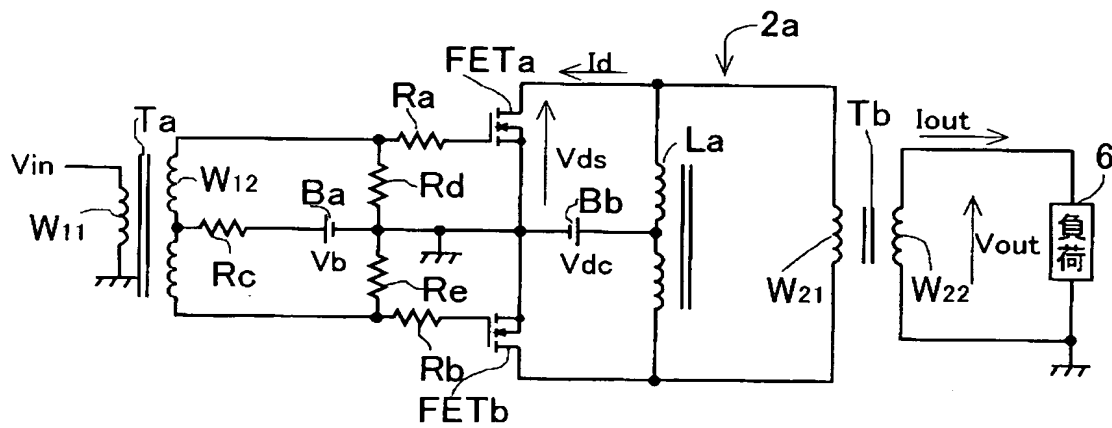 2a
FETa
Id
Ra
Ta
Tb
Iout
Vin
La
6
W12
Rd
Vds
Ba
Bb
負荷
W11
Rc
Vb
Vdc
W21
W22
Vout
Re
Rb
FETb